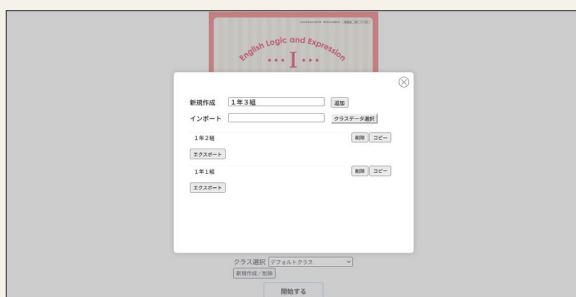 English Logic and Expression
I
新規作成 1年3組 追加
インポート クラスデータ選択
1年2組 削除 コピー
エクスポート
1年1組 削除 コピー
エクスポート
クラス選択 デフォルトクラス
新規作成／削除
開始する